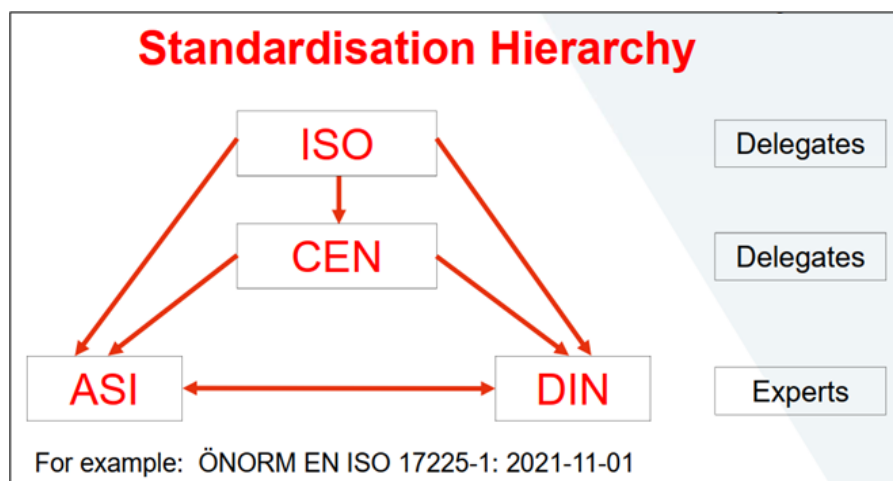 Standardisation Hierarchy
ISO
Delegates
CEN
Delegates
ASI
DIN
Experts
For example: ÖNORM EN ISO 17225-1: 2021-11-01